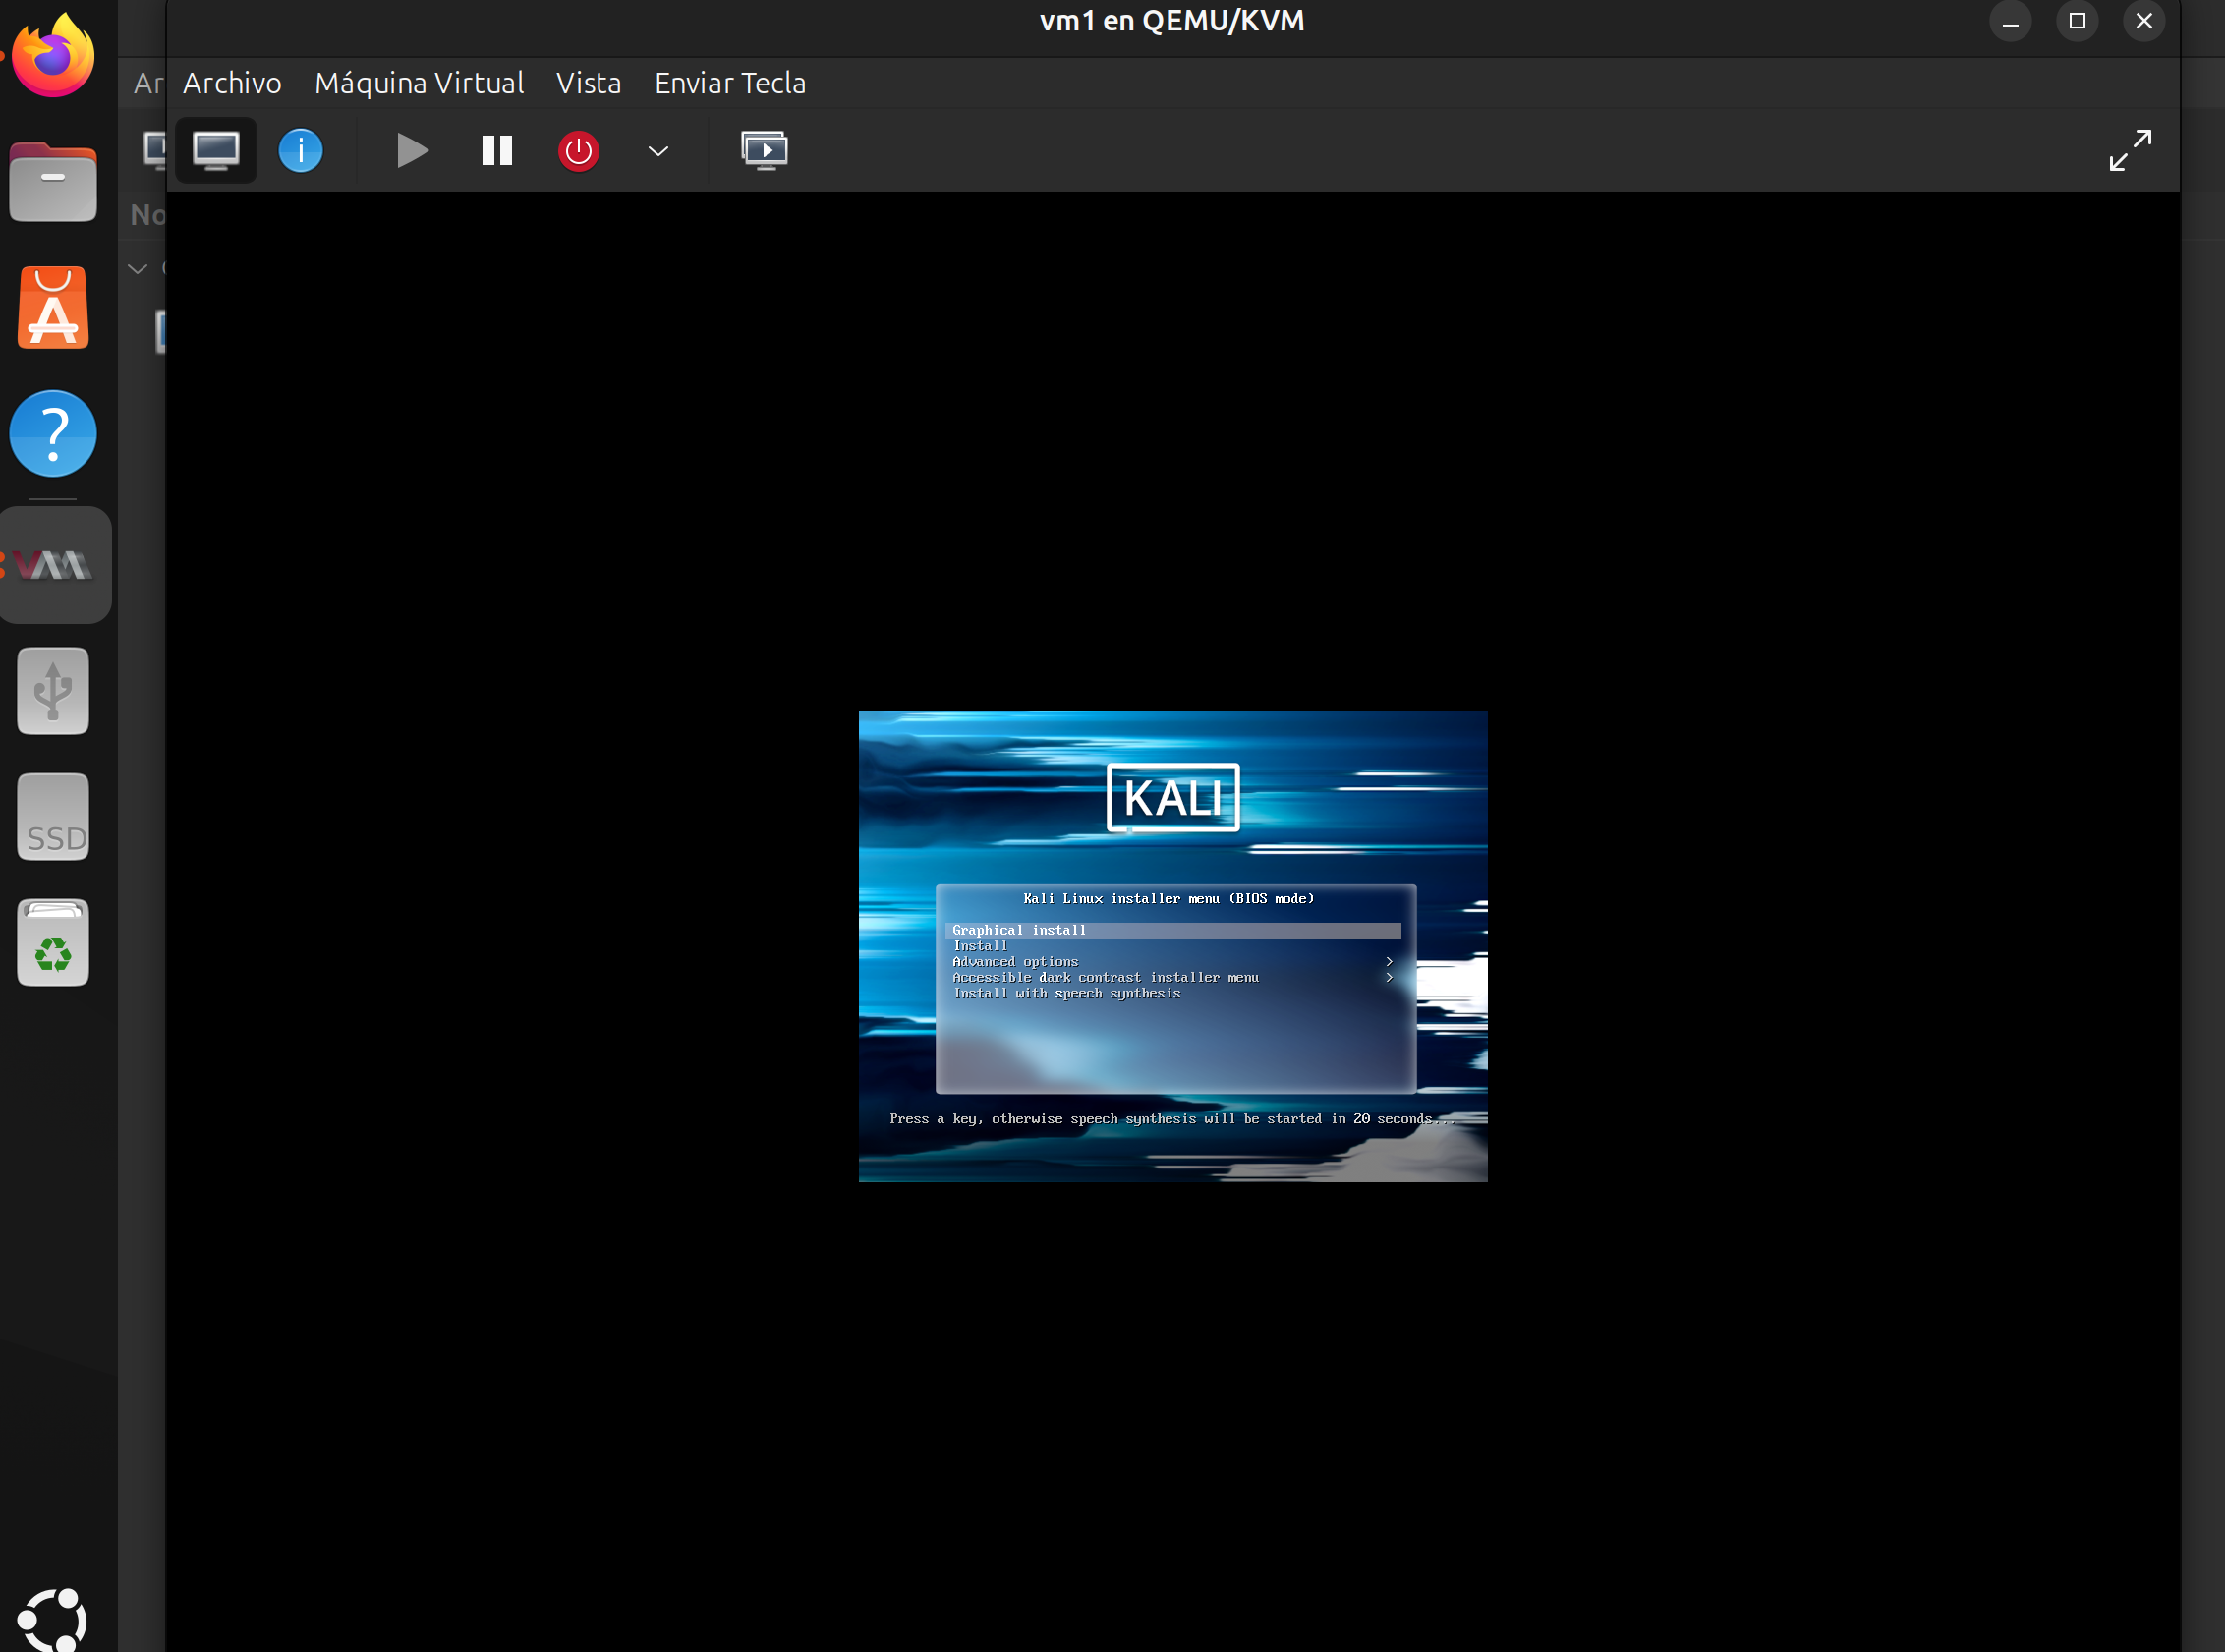 vm1 en QEMU/KVM
Ar
Archivo Máquina Virtual Vista Enviar Tecla
No
KALI
Kali Linux installer menu (BIOS mode)
Graphical install
Install
Advanced options >
Accessible dark contrast installer menu >
Install with speech synthesis
Press a key, otherwise speech synthesis will be started in 20 seconds...
SSD